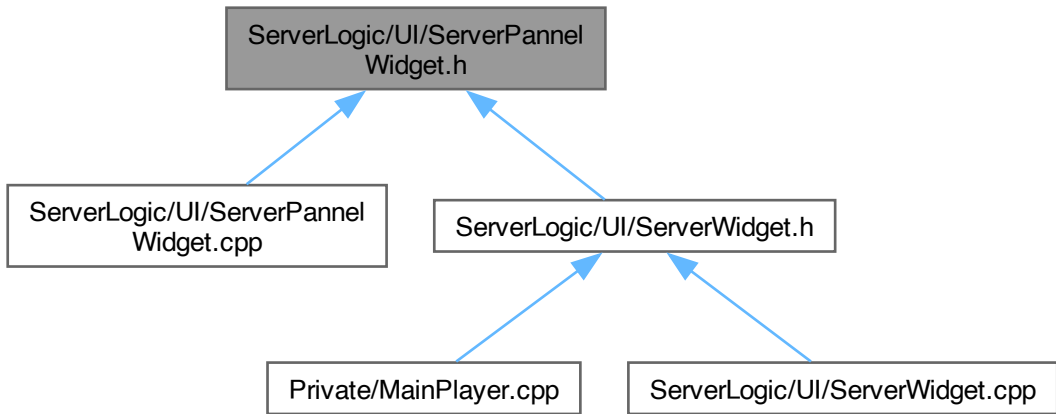 ServerLogic/UI/ServerPannel
Widget.h
ServerLogic/UI/ServerPannel
Widget.cpp
ServerLogic/UI/ServerWidget.h
Private/MainPlayer.cpp
ServerLogic/UI/ServerWidget.cpp